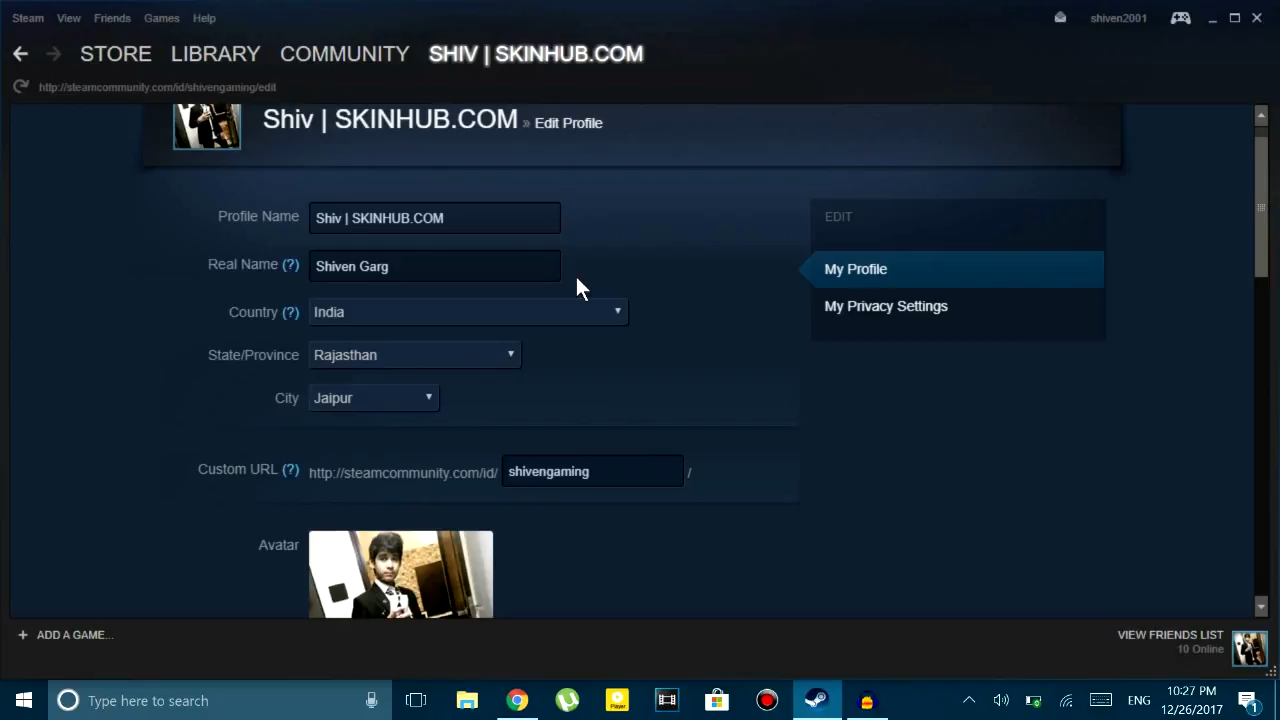 Steam View Friends Games Help shiven2001
STORE LIBRARY COMMUNITY SHIV | SKINHUB.COM
http://steamcommunity.com/id/shivengaming/edit
Shiv | SKINHUB.COM » Edit Profile
Profile Name Shiv | SKINHUB.COM
EDIT
Real Name (?) Shiven Garg
My Profile
Country (?) India
My Privacy Settings
State/Province Rajasthan
City Jaipur
Custom URL (?) http://steamcommunity.com/id/ shivengaming /
Avatar
+ ADD A GAME...
VIEW FRIENDS LIST
10 Online
Type here to search
Player
ENG
10:27 PM
12/26/2017
1